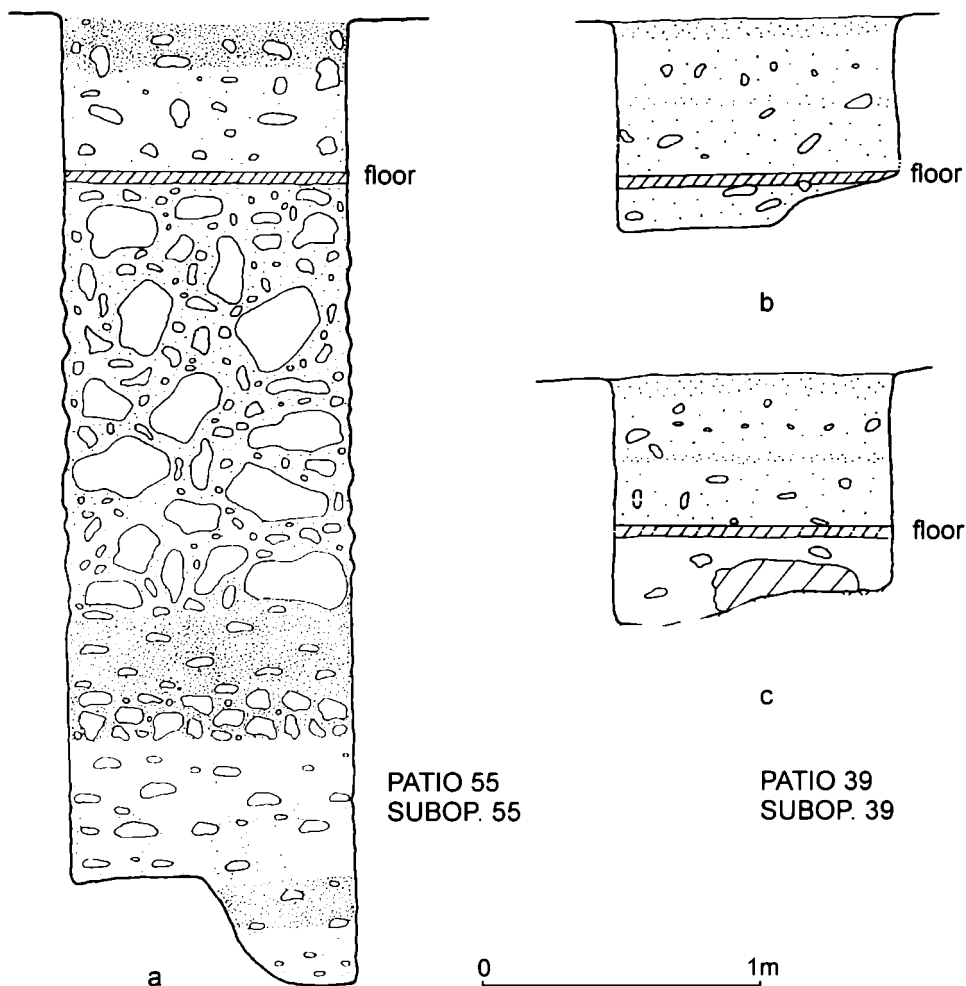 floor
floor
b
floor
c
PATIO 55
SUBOP. 55
PATIO 39
SUBOP. 39
a
0 1m